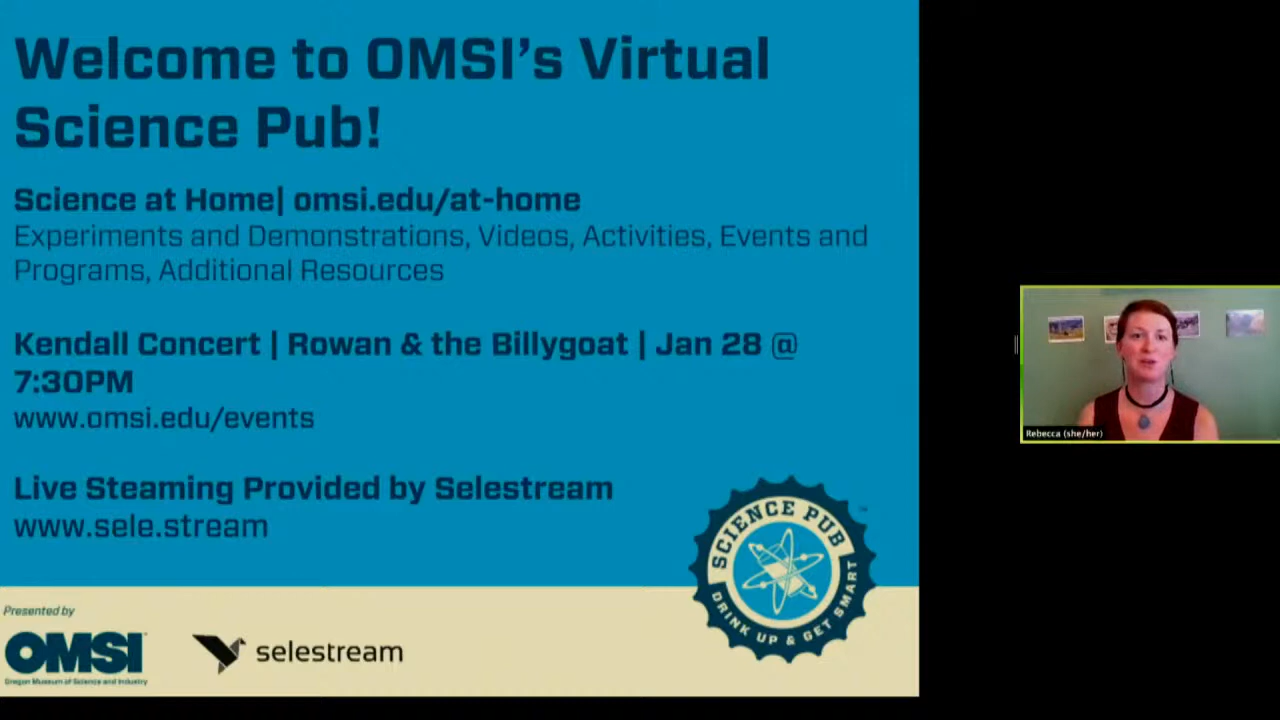 Welcome to OMSI's Virtual
Science Pub!
Science at Home| omsi.edu/at-home
Experiments and Demonstrations, Videos, Activities, Events and
Programs, Additional Resources
Kendall Concert | Rowan & the Billygoat | Jan 28 @
7:30PM
www.omsi.edu/events
Live Steaming Provided by Selestream
www.sele.stream
SCIENCE PUB
DRINK UP & GET SMART
Presented by
OMSI
Oregon Museum of Science and Industry
selestream
Rebecca (she/her)